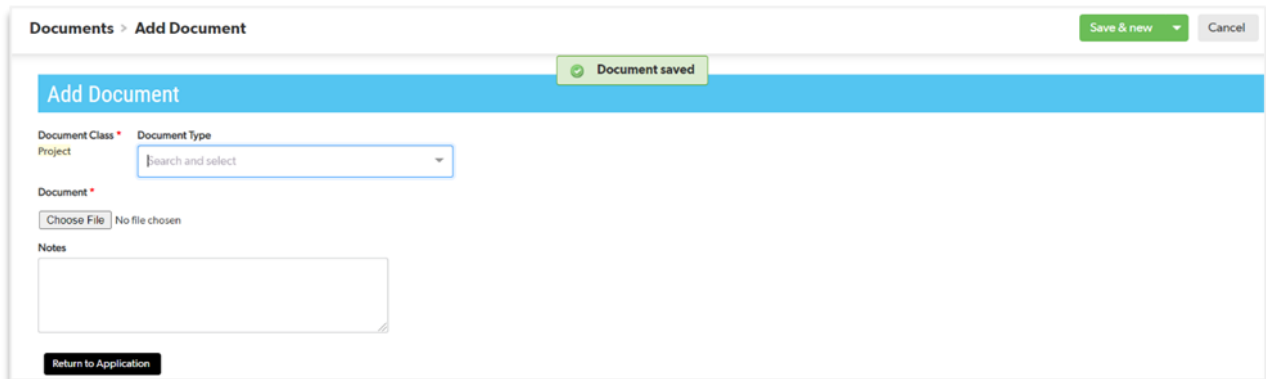 Documents > Add Document
Save & new
Cancel
Document saved
Add Document
Document Class * Document Type
Project
Search and select
Document *
Choose File No file chosen
Notes
Return to Application